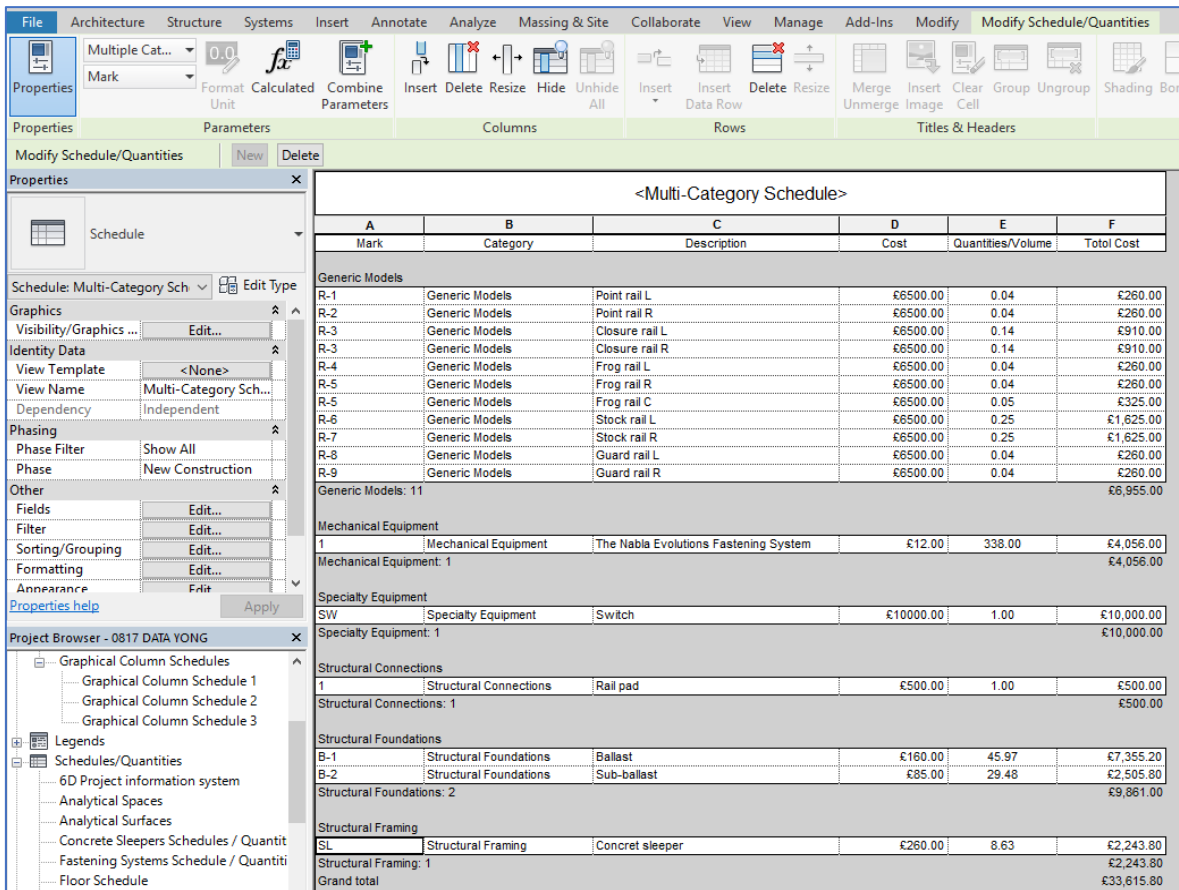 File Architecture Structure Systems Insert Annotate Analyze Massing & Site Collaborate View Manage Add-Ins Modify Modify Schedule/Quantities
Multiple Cat...
Mark
Properties Format Unit Calculated Combine Parameters Insert Delete Resize Hide Unhide All Insert Insert Data Row Delete Resize Merge Unmerge Insert Image Clear Cell Group Ungroup Shading
Properties Parameters Columns Rows Titles & Headers
Modify Schedule/Quantities New Delete
Properties
Schedule
Schedule: Multi-Category Sch Edit Type
Graphics
Visibility/Graphics ... Edit...
Identity Data
View Template <None>
View Name Multi-Category Sch...
Dependency Independent
Phasing
Phase Filter Show All
Phase New Construction
Other
Fields Edit...
Filter Edit...
Sorting/Grouping Edit...
Formatting Edit...
Appearance Edit
Properties help Apply
Project Browser - 0817 DATA YONG
Graphical Column Schedules
Graphical Column Schedule 1
Graphical Column Schedule 2
Graphical Column Schedule 3
Legends
Schedules/Quantities
6D Project information system
Analytical Spaces
Analytical Surfaces
Concrete Sleepers Schedules / Quantit
Fastening Systems Schedule / Quantiti
Floor Schedule
<Multi-Category Schedule>
A B C D E F
Mark Category Description Cost Quantities/Volume Total Cost
Generic Models
R-1 Generic Models Point rail L £6500.00 0.04 £260.00
R-2 Generic Models Point rail R £6500.00 0.04 £260.00
R-3 Generic Models Closure rail L £6500.00 0.14 £910.00
R-3 Generic Models Closure rail R £6500.00 0.14 £910.00
R-4 Generic Models Frog rail L £6500.00 0.04 £260.00
R-5 Generic Models Frog rail R £6500.00 0.04 £260.00
R-5 Generic Models Frog rail C £6500.00 0.05 £325.00
R-6 Generic Models Stock rail L £6500.00 0.25 £1,625.00
R-7 Generic Models Stock rail R £6500.00 0.25 £1,625.00
R-8 Generic Models Guard rail L £6500.00 0.04 £260.00
R-9 Generic Models Guard rail R £6500.00 0.04 £260.00
Generic Models: 11 £6,955.00
Mechanical Equipment
1 Mechanical Equipment The Nabla Evolutions Fastening System £12.00 338.00 £4,056.00
Mechanical Equipment: 1 £4,056.00
Specialty Equipment
SW Specialty Equipment Switch £10000.00 1.00 £10,000.00
Specialty Equipment: 1 £10,000.00
Structural Connections
1 Structural Connections Rail pad £500.00 1.00 £500.00
Structural Connections: 1 £500.00
Structural Foundations
B-1 Structural Foundations Ballast £160.00 45.97 £7,355.20
B-2 Structural Foundations Sub-ballast £85.00 29.48 £2,505.80
Structural Foundations: 2 £9,861.00
Structural Framing
SL Structural Framing Concret sleeper £260.00 8.63 £2,243.80
Structural Framing: 1 £2,243.80
Grand total £33,615.80